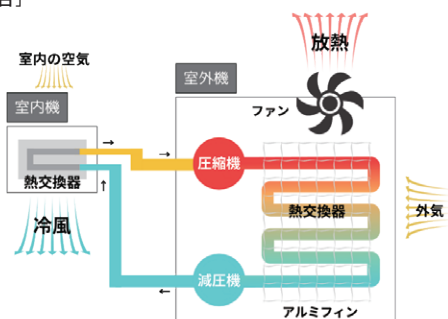 合」
放熱
室内の空気
室外機
室内機
ファン
圧縮機
熱交換器
熱交換器
外気
冷風
減圧機
アルミフィン